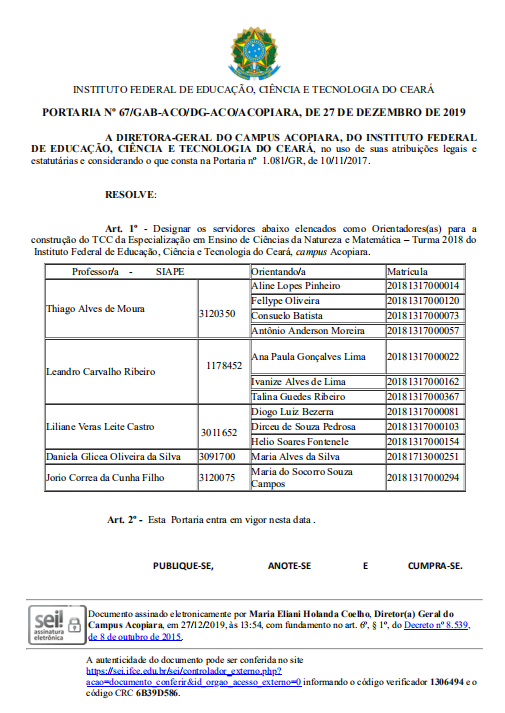 INSTITUTO FEDERAL DE EDUCAÇÃO, CIÊNCIA E TECNOLOGIA DO CEARÁ
PORTARIA Nº 67/GAB-ACO/DG-ACO/ACOPIARA, DE 27 DE DEZEMBRO DE 2019
A DIRETORA-GERAL DO CAMPUS ACOPIARA, DO INSTITUTO FEDERAL
DE EDUCAÇÃO, CIÊNCIA E TECNOLOGIA DO CEARÁ, no uso de suas atribuições legais e
estatutárias e considerando o que consta na Portaria nº 1.081/GR, de 10/11/2017.
RESOLVE:
Art. 1º - Designar os servidores abaixo elencados como Orientadores(as) para a
construção do TCC da Especialização em Ensino de Ciências da Natureza e Matemática – Turma 2018 do
Instituto Federal de Educação, Ciência e Tecnologia do Ceará, campus Acopiara.
Professor/a - SIAPE Orientando/a Matrícula
Thiago Alves de Moura 3120350 Aline Lopes Pinheiro 20181317000014
Fellype Oliveira 20181317000120
Consuelo Batista 20181317000073
Antônio Anderson Moreira 20181317000057
Leandro Carvalho Ribeiro 1178452 Ana Paula Gonçalves Lima 20181317000022
Ivanize Alves de Lima 20181317000162
Talina Guedes Ribeiro 20181317000367
Liliane Veras Leite Castro 3011652 Diogo Luiz Bezerra 20181317000081
Dirceu de Souza Pedrosa 20181317000103
Helio Soares Fontenele 20181317000154
Daniela Glicea Oliveira da Silva 3091700 Maria Alves da Silva 20181713000251
Jorio Correa da Cunha Filho 3120075 Maria do Socorro Souza
Campos 20181317000294
Art. 2º - Esta Portaria entra em vigor nesta data .
PUBLIQUE-SE, ANOTE-SE E CUMPRA-SE.
sei!
assinatura
eletrônica
Documento assinado eletronicamente por Maria Eliani Holanda Coelho, Diretor(a) Geral do
Campus Acopiara, em 27/12/2019, às 13:54, com fundamento no art. 6º, § 1º, do Decreto nº 8.539,
de 8 de outubro de 2015.
A autenticidade do documento pode ser conferida no site
https://sei.ifce.edu.br/sei/controlador_externo.php?
acao=documento_conferir&id_orgao_acesso_externo=0 informando o código verificador 1306494 e o
código CRC 6B39D586.